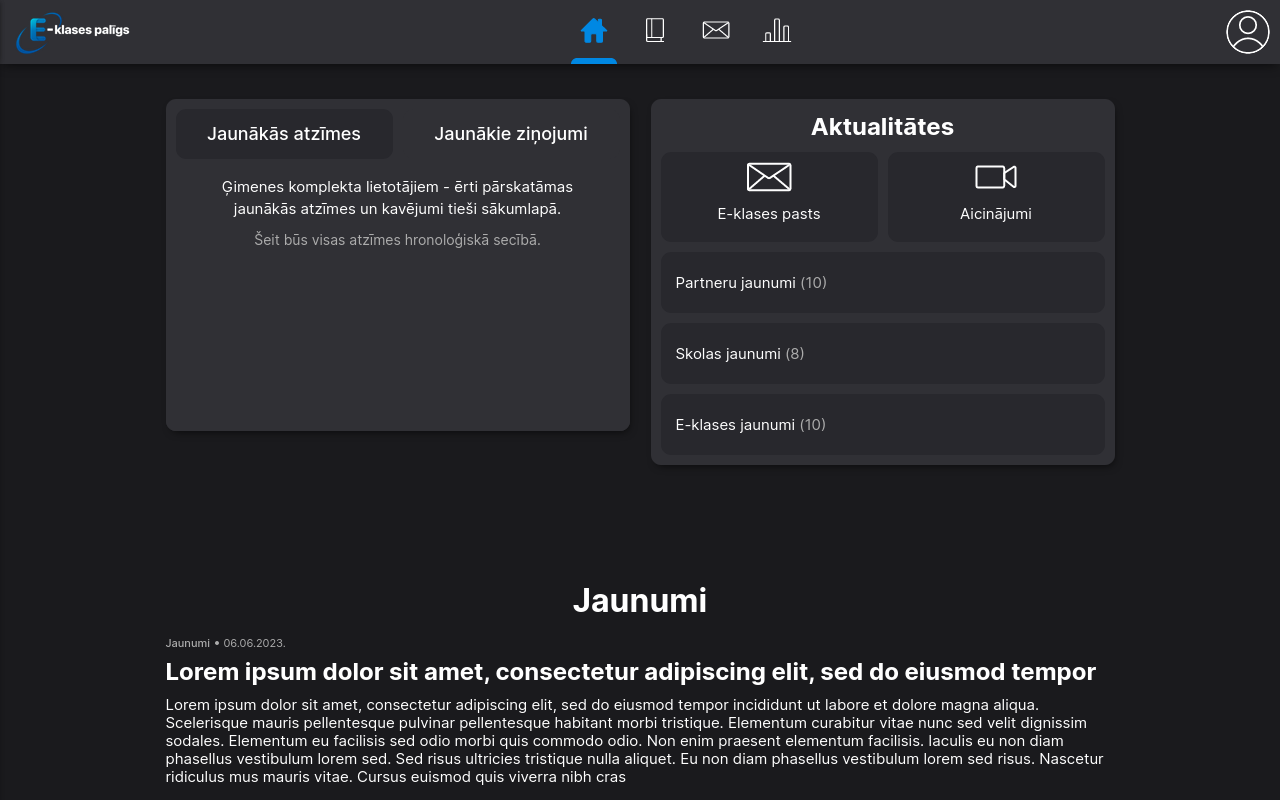 E-klases palīgs
Jaunākās atzīmes
Jaunākie ziņojumi
Ģimenes komplekta lietotājiem - ērti pārskatāmas
jaunākās atzīmes un kavējumi tieši sākumlapā.
Šeit būs visas atzīmes hronoloģiskā secībā.
Aktualitātes
E-klases pasts
Aicinājumi
Partneru jaunumi (10)
Skolas jaunumi (8)
E-klases jaunumi (10)
Jaunumi
Jaunumi • 06.06.2023.
Lorem ipsum dolor sit amet, consectetur adipiscing elit, sed do eiusmod tempor
Lorem ipsum dolor sit amet, consectetur adipiscing elit, sed do eiusmod tempor incididunt ut labore et dolore magna aliqua.
Scelerisque mauris pellentesque pulvinar pellentesque habitant morbi tristique. Elementum curabitur vitae nunc sed velit dignissim
sodales. Elementum eu facilisis sed odio morbi quis commodo odio. Non enim praesent elementum facilisis. Iaculis eu non diam
phasellus vestibulum lorem sed. Sed risus ultricies tristique nulla aliquet. Eu non diam phasellus vestibulum lorem sed risus. Nascetur
ridiculus mus mauris vitae. Cursus euismod quis viverra nibh cras